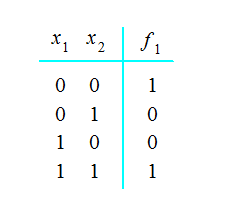 x₁ x₂ f₁
0 0 1
0 1 0
1 0 0
1 1 1